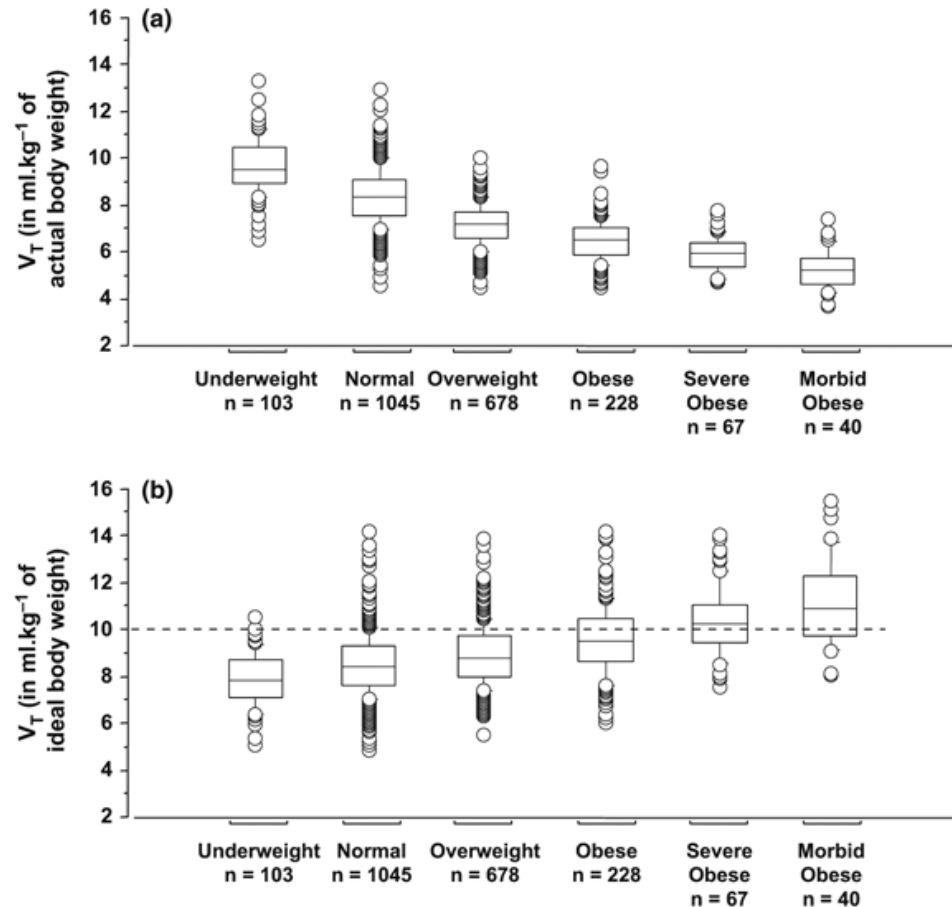 (a)
16
14
12
10
8
6
4
2
V_T (in ml.kg⁻¹ of
actual body weight)
Underweight
n = 103
Normal
n = 1045
Overweight
n = 678
Obese
n = 228
Severe
Obese
n = 67
Morbid
Obese
n = 40
(b)
16
14
12
10
8
6
4
2
V_T (in ml.kg⁻¹ of
ideal body weight)
Underweight
n = 103
Normal
n = 1045
Overweight
n = 678
Obese
n = 228
Severe
Obese
n = 67
Morbid
Obese
n = 40